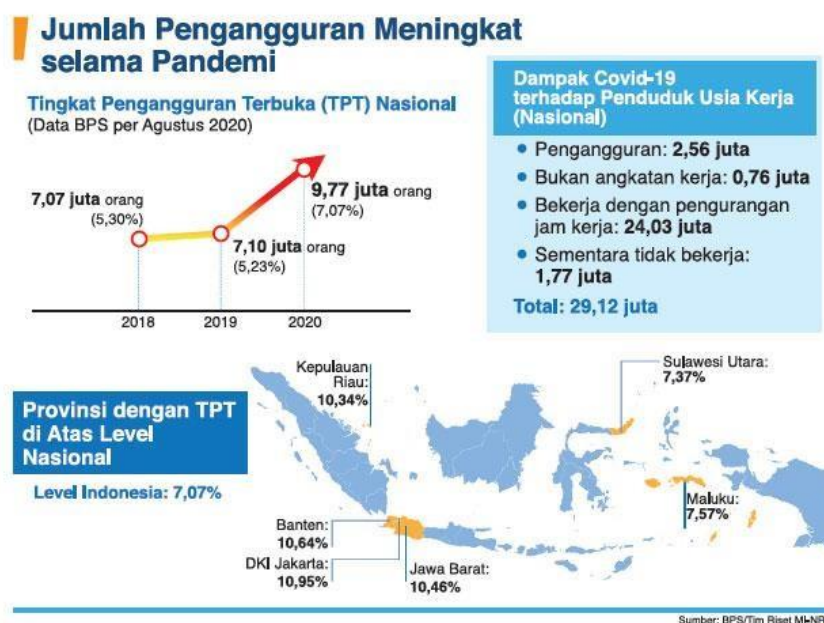 Jumlah Pengangguran Meningkat
selama Pandemi
Tingkat Pengangguran Terbuka (TPT) Nasional
(Data BPS per Agustus 2020)
7,07 juta orang
(5,30%)
7,10 juta orang
(5,23%)
9,77 juta orang
(7,07%)
2018
2019
2020
Dampak Covid-19
terhadap Penduduk Usia Kerja
(Nasional)
• Pengangguran: 2,56 juta
• Bukan angkatan kerja: 0,76 juta
• Bekerja dengan pengurangan
jam kerja: 24,03 juta
• Sementara tidak bekerja:
1,77 juta
Total: 29,12 juta
Provinsi dengan TPT
di Atas Level
Nasional
Level Indonesia: 7,07%
Kepulauan
Riau:
10,34%
Sulawesi Utara:
7,37%
Maluku:
7,57%
Banten:
10,64%
DKI Jakarta:
10,95%
Jawa Barat:
10,46%
Sumber: BPS/Tim Riset MI-NRC